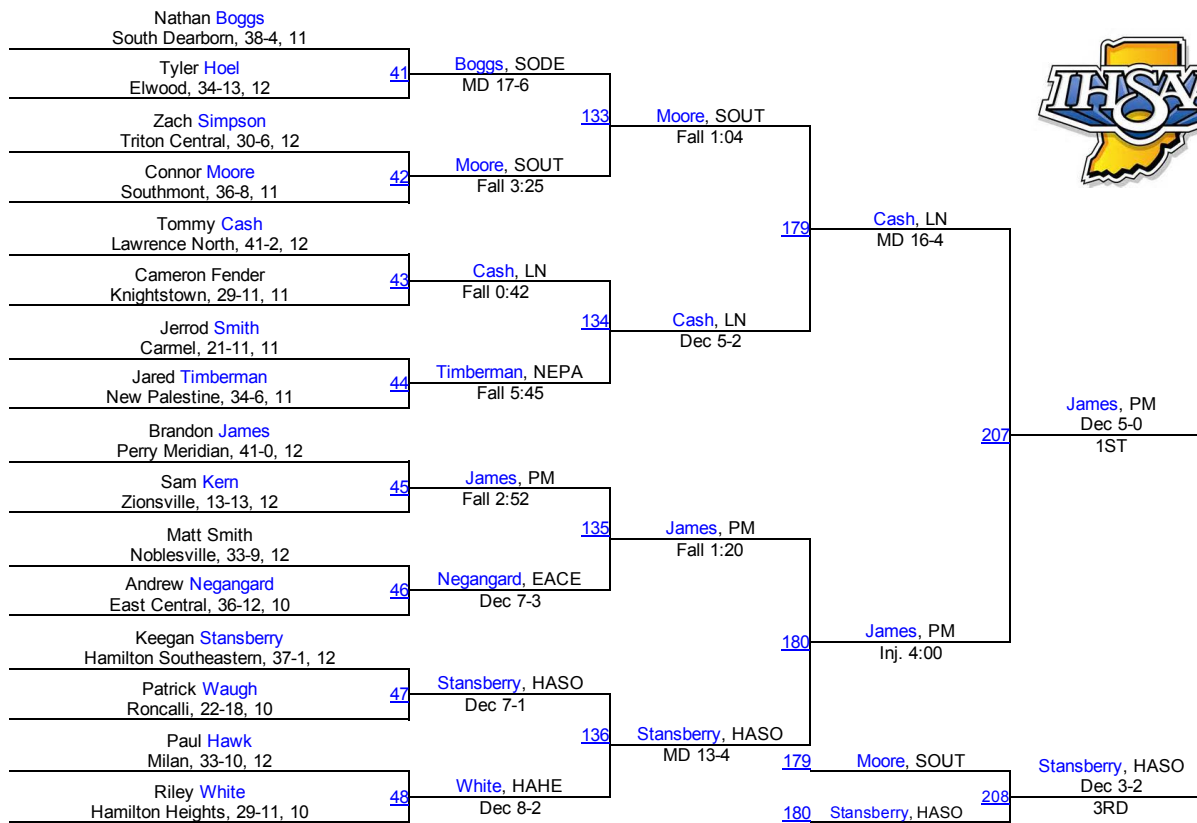 Nathan Boggs
South Dearborn, 38-4, 11
Tyler Hoel
Elwood, 34-13, 12
41
Boggs, SODE
MD 17-6
Zach Simpson
Triton Central, 30-6, 12
Connor Moore
Southmont, 36-8, 11
42
Moore, SOUT
Fall 3:25
133
Moore, SOUT
Fall 1:04
Tommy Cash
Lawrence North, 41-2, 12
Cameron Fender
Knightstown, 29-11, 11
43
Cash, LN
Fall 0:42
Jerrod Smith
Carmel, 21-11, 11
Jared Timberman
New Palestine, 34-6, 11
44
Timberman, NEPA
Fall 5:45
134
Cash, LN
Dec 5-2
179
Cash, LN
MD 16-4
Brandon James
Perry Meridian, 41-0, 12
Sam Kern
Zionsville, 13-13, 12
45
James, PM
Fall 2:52
Matt Smith
Noblesville, 33-9, 12
Andrew Negangard
East Central, 36-12, 10
46
Negangard, EACE
Dec 7-3
135
James, PM
Fall 1:20
Keegan Stansberry
Hamilton Southeastern, 37-1, 12
Patrick Waugh
Roncalli, 22-18, 10
47
Stansberry, HASO
Dec 7-1
Paul Hawk
Milan, 33-10, 12
Riley White
Hamilton Heights, 29-11, 10
48
White, HAHE
Dec 8-2
136
Stansberry, HASO
MD 13-4
180
James, PM
Inj. 4:00
207
James, PM
Dec 5-0
1ST
179
Moore, SOUT
180
Stansberry, HASO
208
Stansberry, HASO
Dec 3-2
3RD
IHSAA